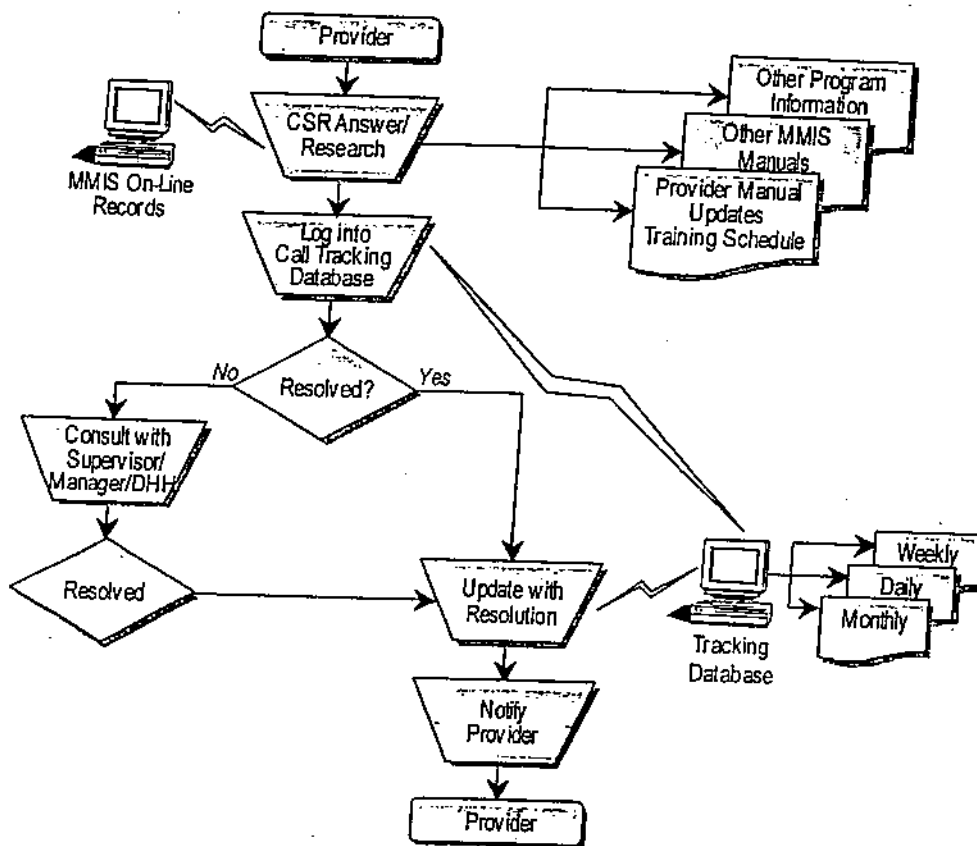 Provider
CSR Answer/
Research
MMIS On-Line
Records
Other Program
Information
Other MMIS
Manuals
Provider Manual
Updates
Training Schedule
Log into
Call Tracking
Database
No
Resolved?
Yes
Consult with
Supervisor/
Manager/DHH
Resolved
Update with
Resolution
Tracking
Database
Weekly
Daily
Monthly
Notify
Provider
Provider